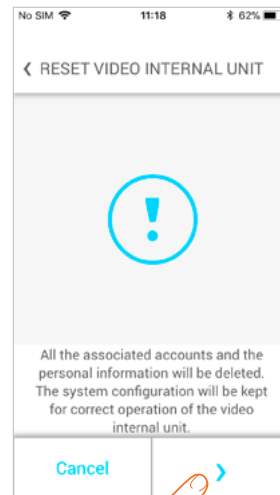 No SIM 11:18 62%
RESET VIDEO INTERNAL UNIT
!
All the associated accounts and the
personal information will be deleted.
The system configuration will be kept
for correct operation of the video
internal unit.
Cancel